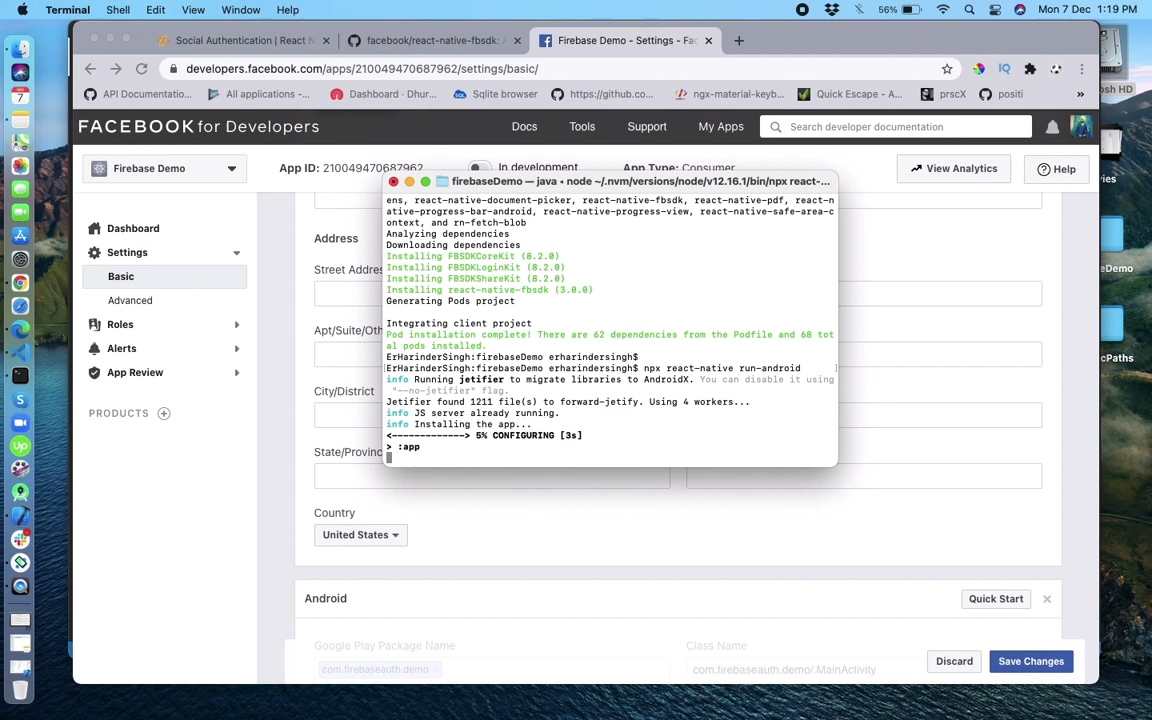 Terminal Shell Edit View Window Help
56% Mon 7 Dec 1:19 PM
Social Authentication | React N
facebook/react-native-fbsdk: A
Firebase Demo - Settings - Fac
developers.facebook.com/apps/210049470687962/settings/basic/
API Documentatio... All applications -... Dashboard · Dhur... Sqlite browser https://github.co... ngx-material-keyb... Quick Escape - A... prscX positi
FACEBOOK for Developers
Docs Tools Support My Apps Search developer documentation
Firebase Demo
App ID: 210049470687962 In development App Type: Consumer
View Analytics Help
Dashboard
Settings
Basic
Advanced
Roles
Alerts
App Review
PRODUCTS
Address
Street Addre
Apt/Suite/Oth
City/District
State/Provinc
Country
United States
firebaseDemo — java ◂ node ~/.nvm/versions/node/v12.16.1/bin/npx react-...
ens, react-native-document-picker, react-native-fbsdk, react-native-pdf, react-n
ative-progress-bar-android, react-native-progress-view, react-native-safe-area-c
ontext, and rn-fetch-blob
Analyzing dependencies
Downloading dependencies
Installing FBSDKCoreKit (8.2.0)
Installing FBSDKLoginKit (8.2.0)
Installing FBSDKShareKit (8.2.0)
Installing react-native-fbsdk (3.0.0)
Generating Pods project
Integrating client project
Pod installation complete! There are 62 dependencies from the Podfile and 68 tot
al pods installed.
ErHarinderSingh:firebaseDemo erharindersingh$
[ErHarinderSingh:firebaseDemo erharindersingh$ npx react-native run-android ]
info Running jetifier to migrate libraries to AndroidX. You can disable it using
"--no-jetifier" flag.
Jetifier found 1211 file(s) to forward-jetify. Using 4 workers...
info JS server already running.
info Installing the app...
<-------------> 5% CONFIGURING [3s]
> :app
Android
Quick Start
Google Play Package Name
com.firebaseauth.demo
Class Name
com.firebaseauth.demo/.MainActivity
Discard
Save Changes
osh HD
vies
eDemo
cPaths